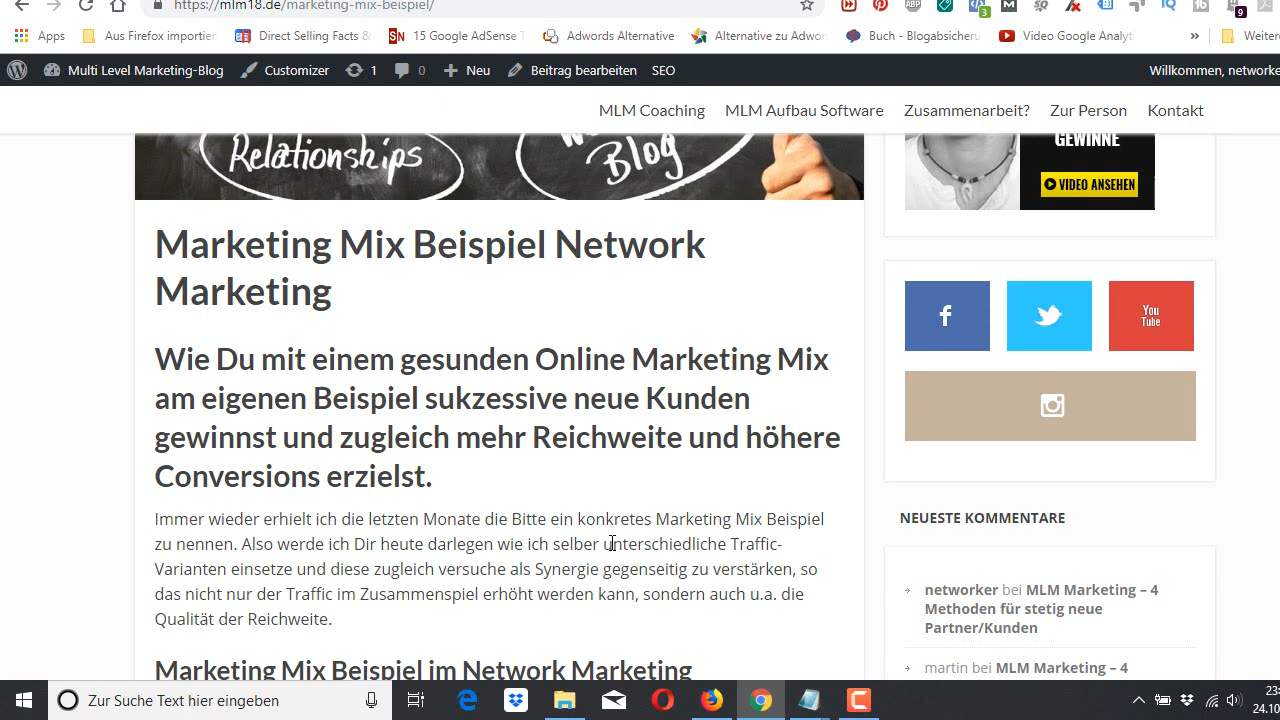 https://mlm18.de/marketing-mix-beispiel/
Apps Aus Firefox importier Direct Selling Facts & 15 Google AdSense T Adwords Alternative Alternative zu Adwor Buch - Blogabsicheru Video Google Analyt » Weitere
Multi Level Marketing-Blog Customizer 1 0 Neu Beitrag bearbeiten SEO Willkommen, networke
MLM Coaching MLM Aufbau Software Zusammenarbeit? Zur Person Kontakt
Relationships
Blog
GEWINNE
VIDEO ANSEHEN
Marketing Mix Beispiel Network
Marketing
Wie Du mit einem gesunden Online Marketing Mix
am eigenen Beispiel sukzessive neue Kunden
gewinnst und zugleich mehr Reichweite und höhere
Conversions erzielst.
Immer wieder erhielt ich die letzten Monate die Bitte ein konkretes Marketing Mix Beispiel
zu nennen. Also werde ich Dir heute darlegen wie ich selber unterschiedliche Traffic-
Varianten einsetze und diese zugleich versuche als Synergie gegenseitig zu verstärken, so
das nicht nur der Traffic im Zusammenspiel erhöht werden kann, sondern auch u.a. die
Qualität der Reichweite.
Marketing Mix Beispiel im Network Marketing
f
You
Tube
NEUESTE KOMMENTARE
networker bei MLM Marketing – 4
Methoden für stetig neue
Partner/Kunden
martin bei MLM Marketing – 4
Zur Suche Text hier eingeben
23:
24.10